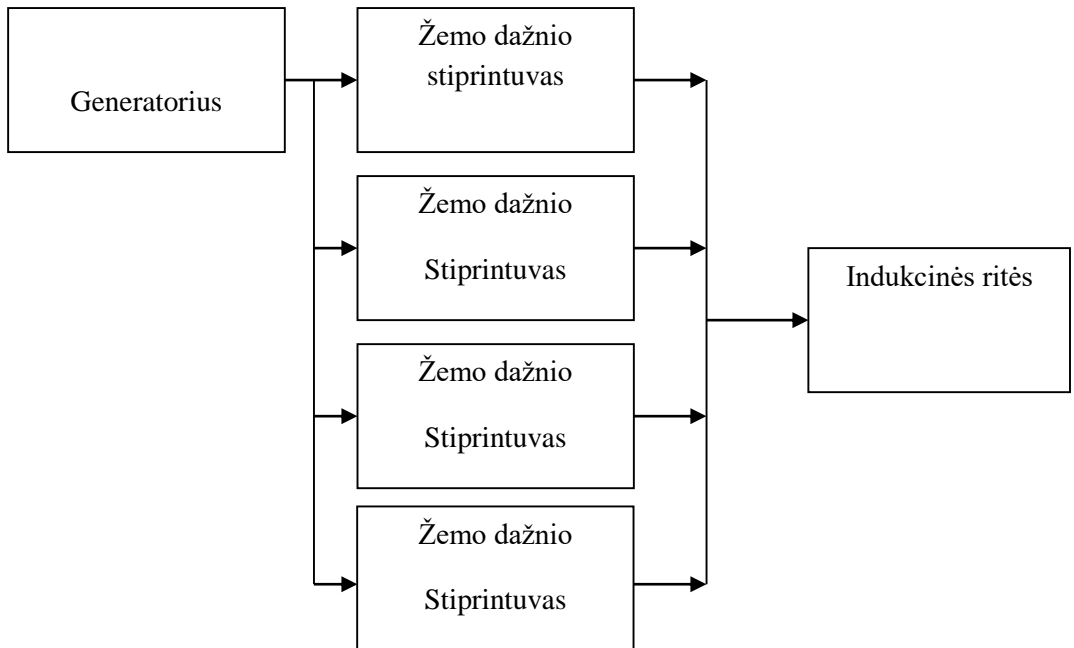 Generatorius
Žemo dažnio
stiprintuvas
Žemo dažnio
Stiprintuvas
Žemo dažnio
Stiprintuvas
Žemo dažnio
Stiprintuvas
Indukcinės ritės